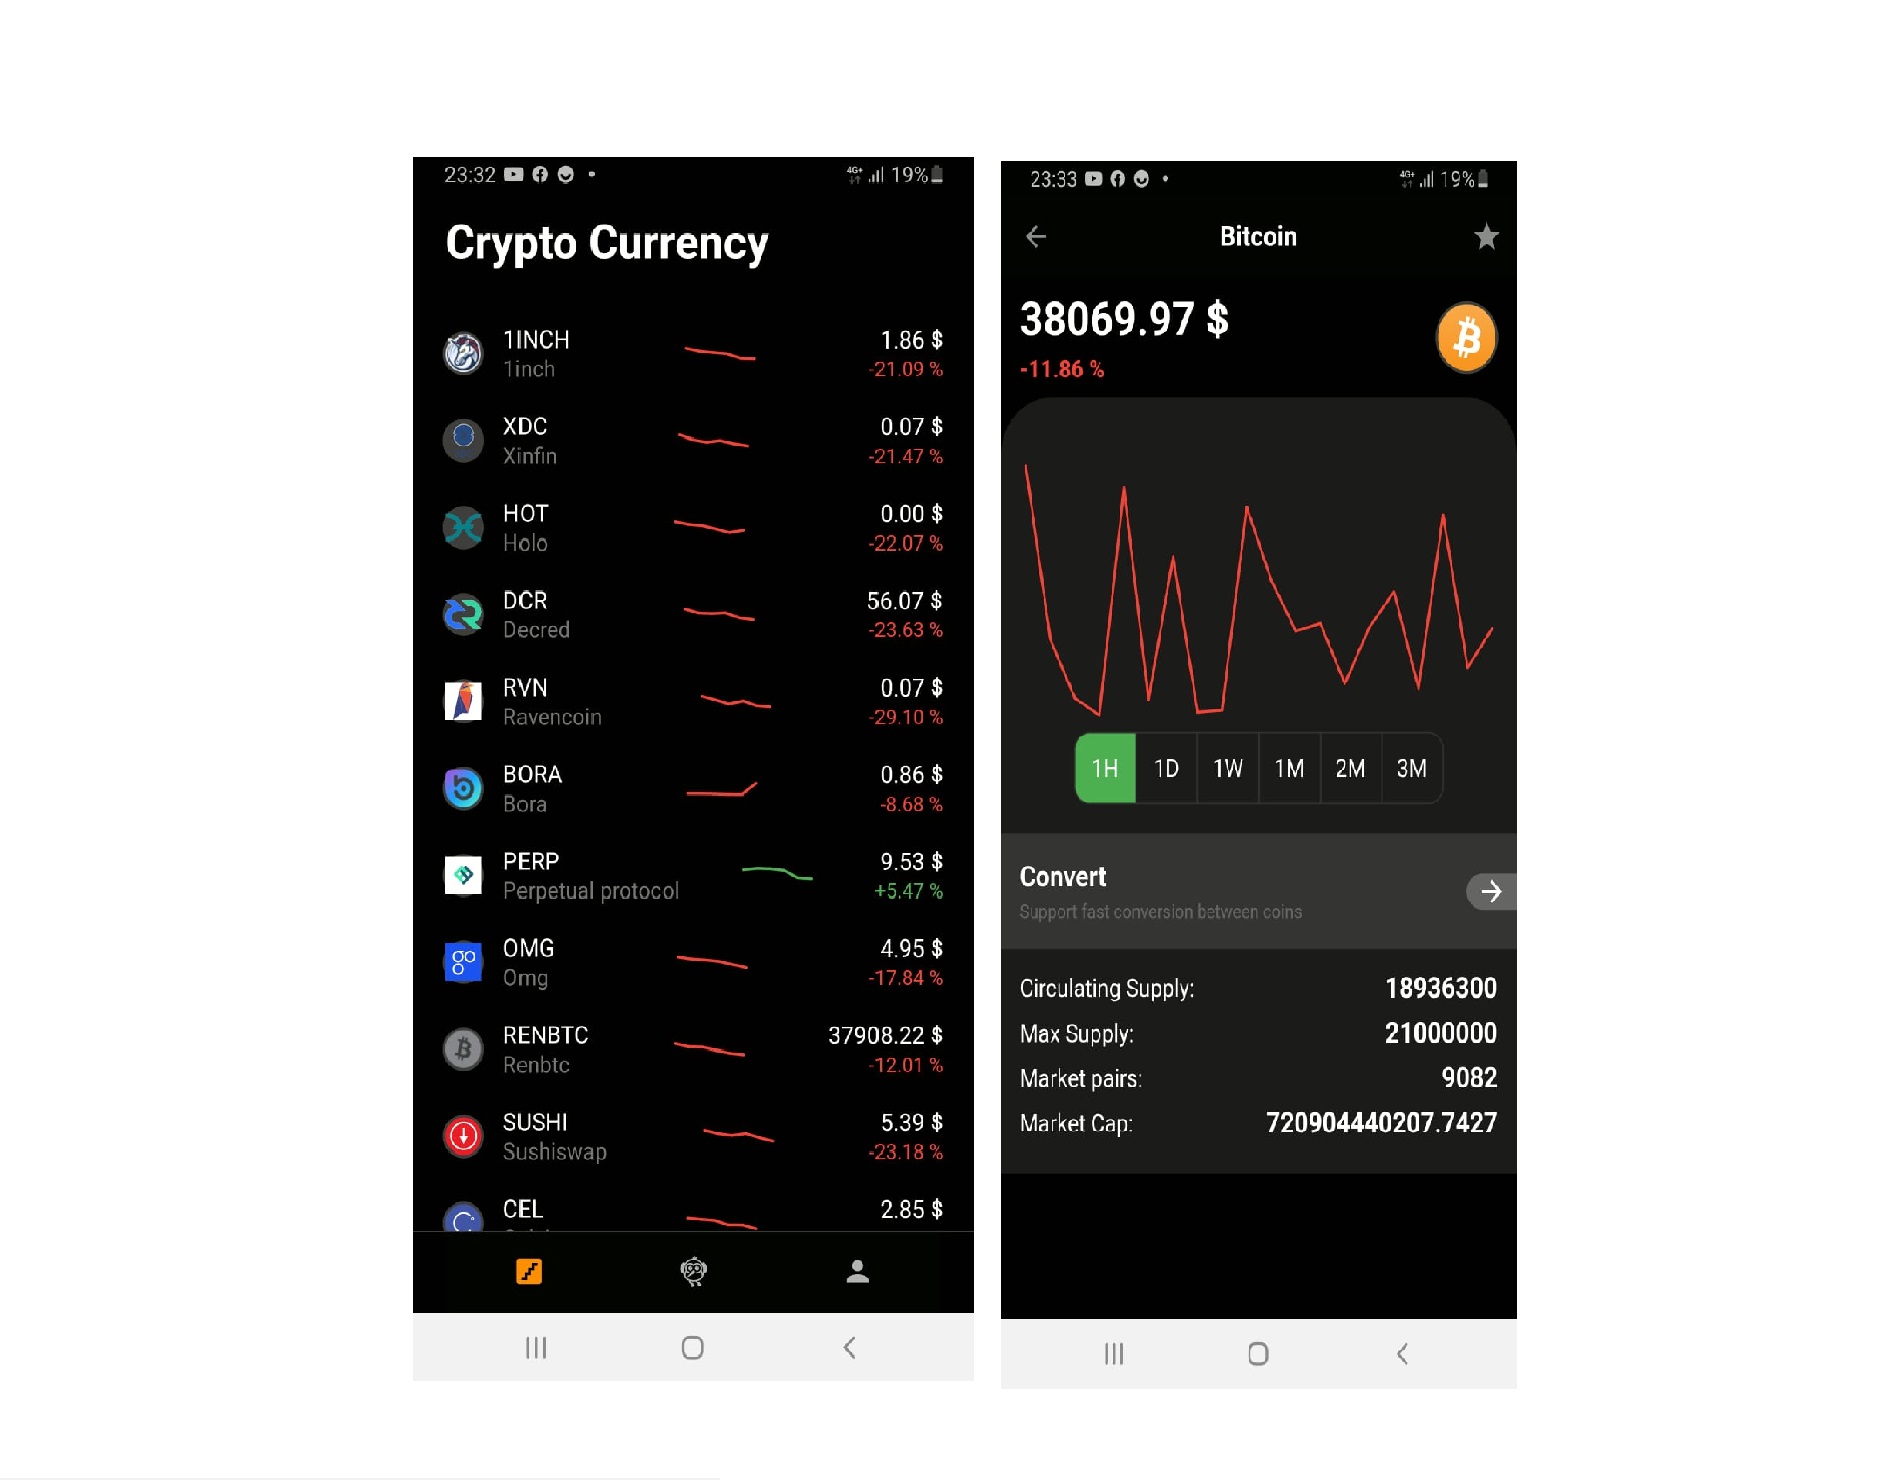 23:32
4G+
19%
Crypto Currency
1INCH
1.86 $
1inch
-21.09 %
XDC
0.07 $
Xinfin
-21.47 %
HOT
0.00 $
Holo
-22.07 %
DCR
56.07 $
Decred
-23.63 %
RVN
0.07 $
Ravencoin
-29.10 %
BORA
0.86 $
Bora
-8.68 %
PERP
9.53 $
Perpetual protocol
+5.47 %
OMG
4.95 $
Omg
-17.84 %
RENBTC
37908.22 $
Renbtc
-12.01 %
SUSHI
5.39 $
Sushiswap
-23.18 %
CEL
2.85 $
23:33
4G+
19%
Bitcoin
38069.97 $
-11.86 %
1H 1D 1W 1M 2M 3M
Convert
Support fast conversion between coins
Circulating Supply: 18936300
Max Supply: 21000000
Market pairs: 9082
Market Cap: 720904440207.7427